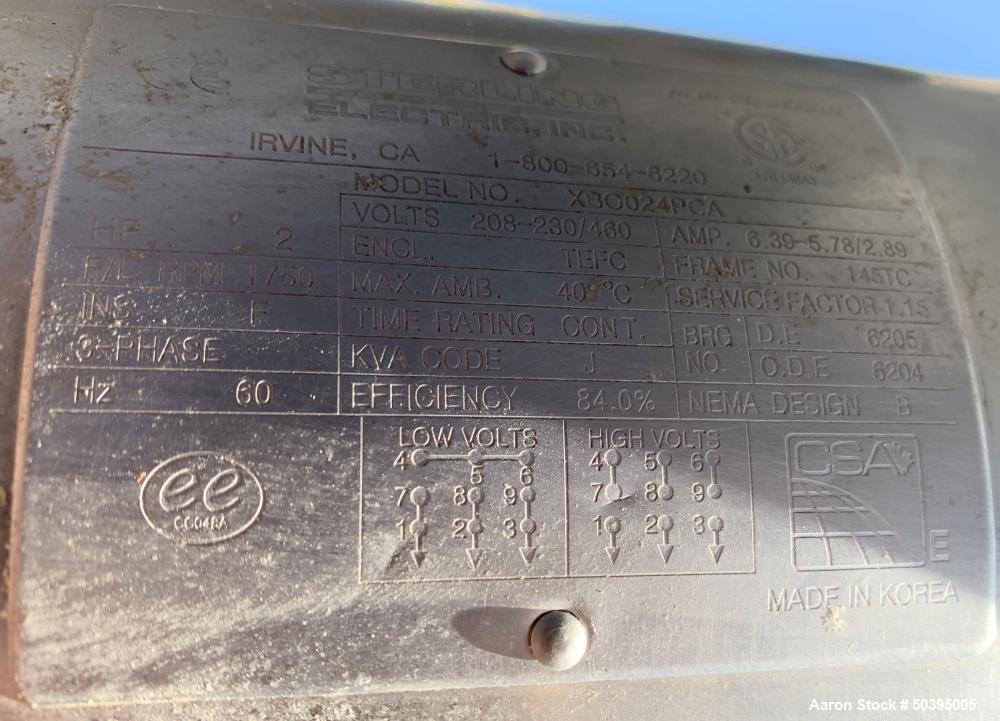 CE
STERLING
ELECTRIC, INC.
IRVINE, CA 1-800-654-6220
MODEL NO. XBO024PCA
HP 2 VOLTS 208-230/460 AMP. 6.39-5.78/2.89
F/L RPM 1750 ENCL. TEFC FRAME NO. 145TC
INS F MAX. AMB. 40 °C SERVICE FACTOR 1.15
3-PHASE TIME RATING CONT. BRG D.E 6205
KVA CODE J NO. O.D.E 6204
Hz 60 EFFICIENCY 84.0% NEMA DESIGN B
LOW VOLTS HIGH VOLTS
4 5 6 4 5 6
7 8 9 7 8 9
1 2 3 1 2 3
ee
CC048A
CSA
E
MADE IN KOREA
Aaron Stock # 50395005